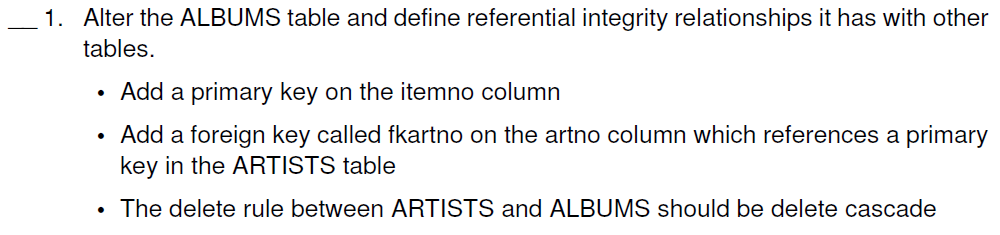 __ 1. Alter the ALBUMS table and define referential integrity relationships it has with other
tables.
• Add a primary key on the itemno column
• Add a foreign key called fkartno on the artno column which references a primary
key in the ARTISTS table
• The delete rule between ARTISTS and ALBUMS should be delete cascade